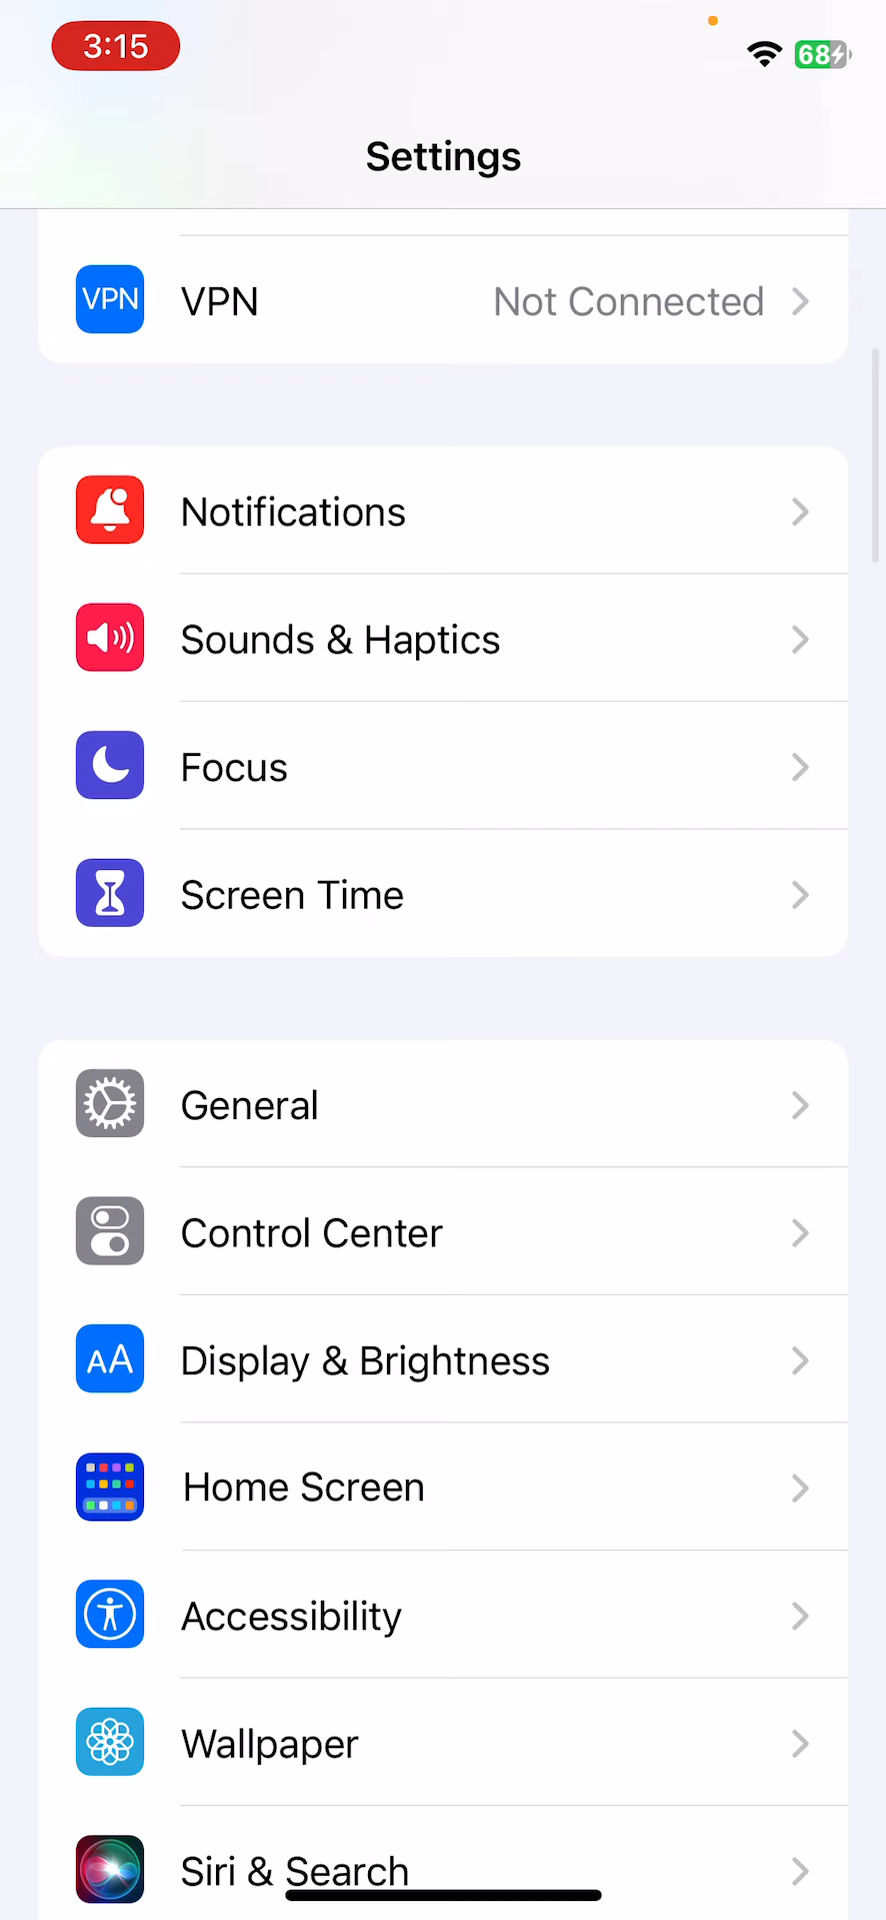 3:15
68
Settings
VPN
VPN
Not Connected
Notifications
Sounds & Haptics
Focus
Screen Time
General
Control Center
AA
Display & Brightness
Home Screen
Accessibility
Wallpaper
Siri & Search